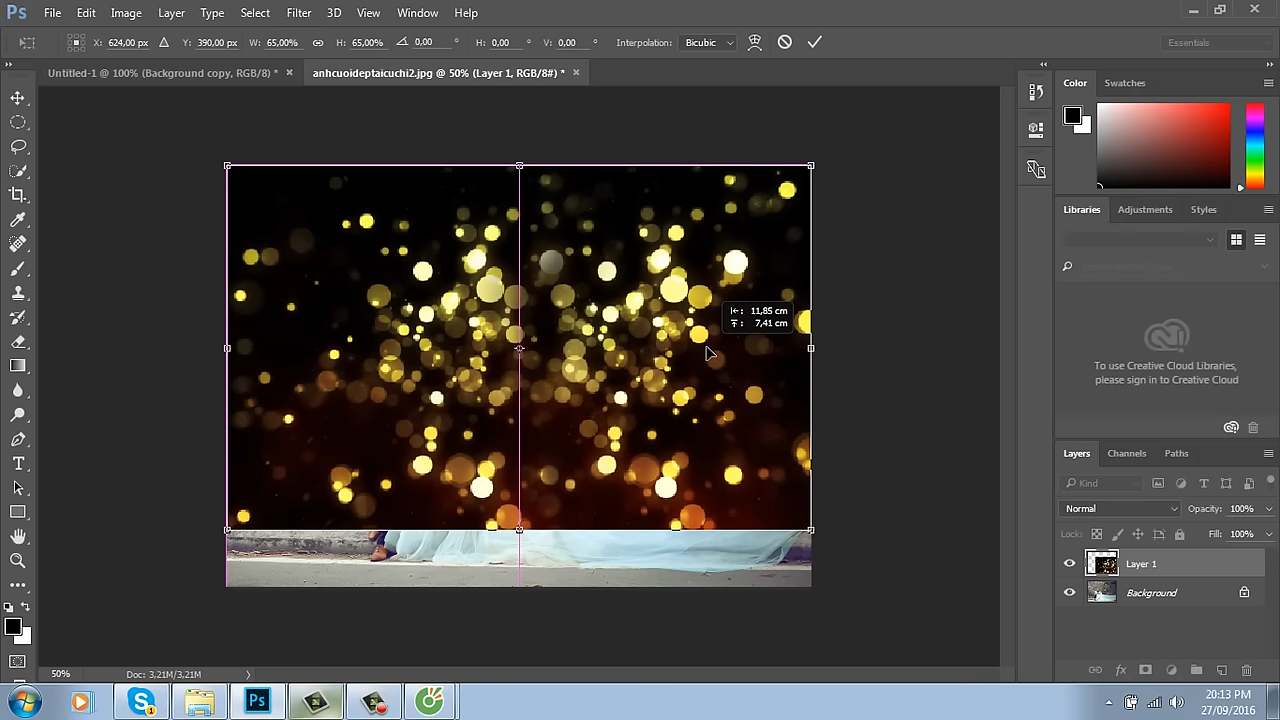 Ps File Edit Image Layer Type Select Filter 3D View Window Help
X: 624,00 px Y: 390,00 px W: 65,00% H: 65,00% 0,00 ° H: 0,00 ° V: 0,00 ° Interpolation: Bicubic Essentials
Untitled-1 @ 100% (Background copy, RGB/8) * × anhcuoideptaicuchi2.jpg @ 50% (Layer 1, RGB/8#) * ×
Color Swatches
Libraries Adjustments Styles
11,85 cm
7,41 cm
To use Creative Cloud Libraries,
please sign in to Creative Cloud
Layers Channels Paths
Kind
Normal Opacity: 100%
Lock: Fill: 100%
Layer 1
Background
50% Doc: 3,21M/3,21M
Ps
20:13 PM
27/09/2016